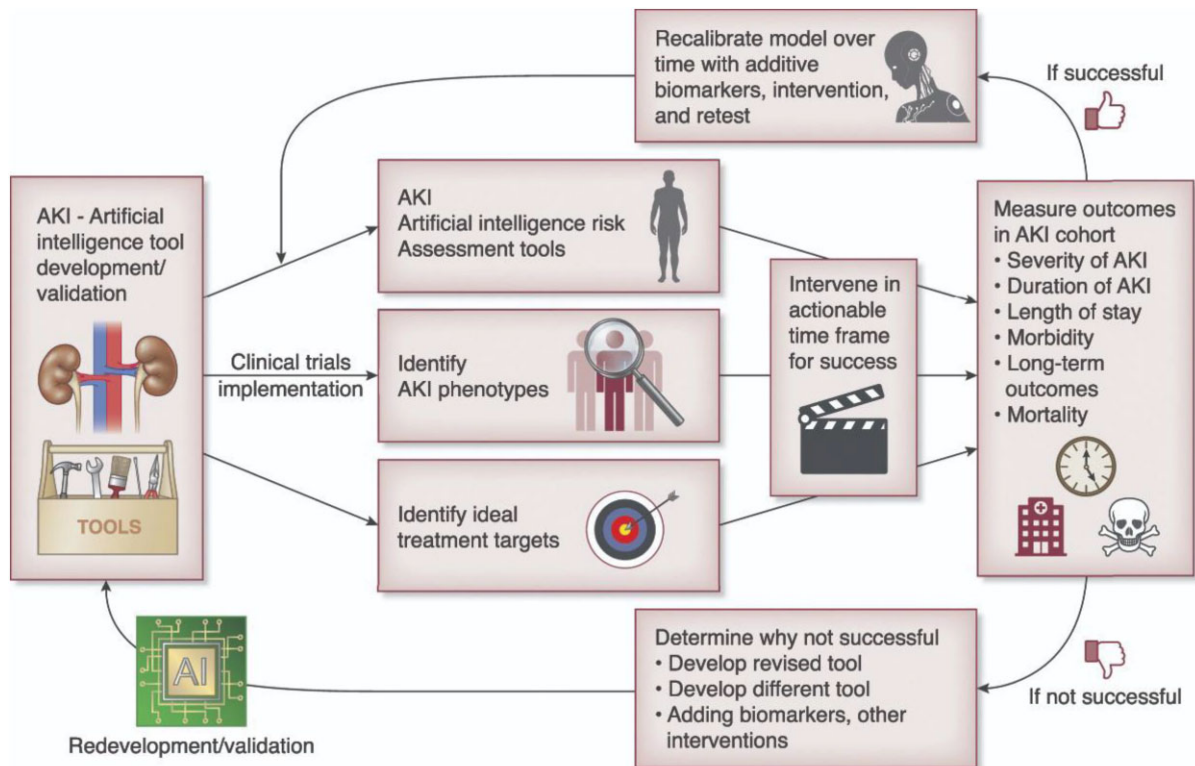 Recalibrate model over
time with additive
biomarkers, intervention,
and retest
If successful
AKI - Artificial
intelligence tool
development/
validation
TOOLS
Clinical trials
implementation
AKI
Artificial intelligence risk
Assessment tools
Identify
AKI phenotypes
Identify ideal
treatment targets
Intervene in
actionable
time frame
for success
Measure outcomes
in AKI cohort
• Severity of AKI
• Duration of AKI
• Length of stay
• Morbidity
• Long-term
outcomes
• Mortality
If not successful
Determine why not successful
• Develop revised tool
• Develop different tool
• Adding biomarkers, other
interventions
AI
Redevelopment/validation